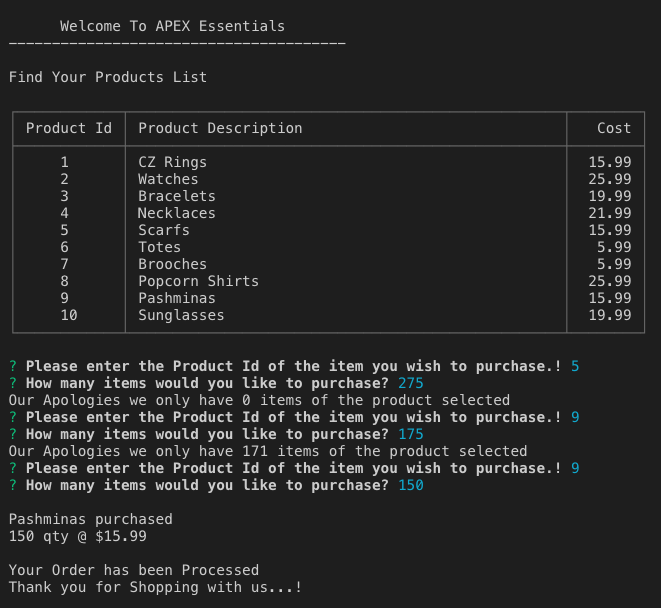 Welcome To APEX Essentials
---------------------------------------
Find Your Products List
Product Id Product Description Cost
1 CZ Rings 15.99
2 Watches 25.99
3 Bracelets 19.99
4 Necklaces 21.99
5 Scarfs 15.99
6 Totes 5.99
7 Brooches 5.99
8 Popcorn Shirts 25.99
9 Pashminas 15.99
10 Sunglasses 19.99
? Please enter the Product Id of the item you wish to purchase.! 5
? How many items would you like to purchase? 275
Our Apologies we only have 0 items of the product selected
? Please enter the Product Id of the item you wish to purchase.! 9
? How many items would you like to purchase? 175
Our Apologies we only have 171 items of the product selected
? Please enter the Product Id of the item you wish to purchase.! 9
? How many items would you like to purchase? 150
Pashminas purchased
150 qty @ $15.99
Your Order has been Processed
Thank you for Shopping with us...!